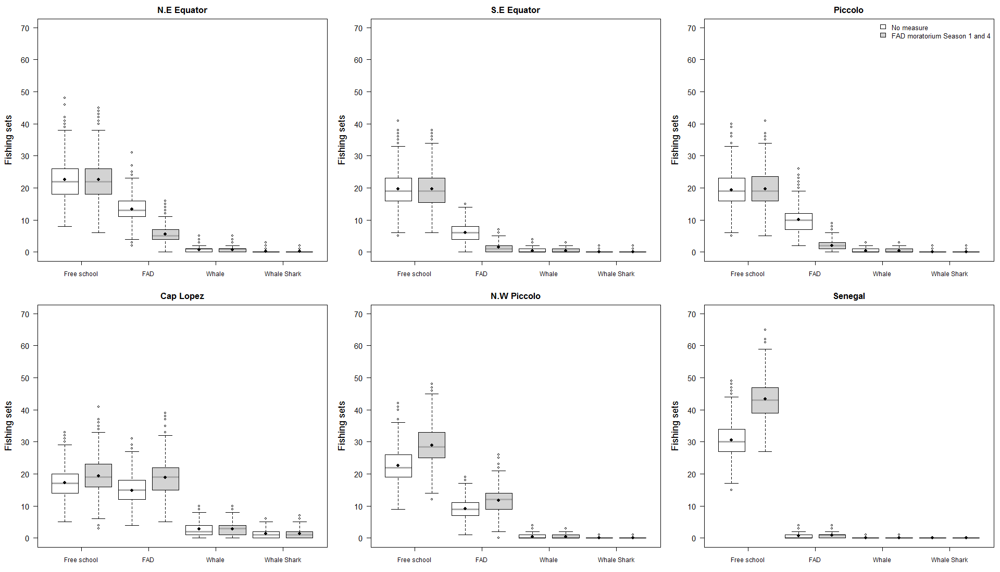 N.E Equator
Fishing sets
70
60
50
40
30
20
10
0
Free school FAD Whale Whale Shark
S.E Equator
Fishing sets
70
60
50
40
30
20
10
0
Free school FAD Whale Whale Shark
Piccolo
Fishing sets
70
60
50
40
30
20
10
0
No measure
FAD moratorium Season 1 and 4
Free school FAD Whale Whale Shark
Cap Lopez
Fishing sets
70
60
50
40
30
20
10
0
Free school FAD Whale Whale Shark
N.W Piccolo
Fishing sets
70
60
50
40
30
20
10
0
Free school FAD Whale Whale Shark
Senegal
Fishing sets
70
60
50
40
30
20
10
0
Free school FAD Whale Whale Shark